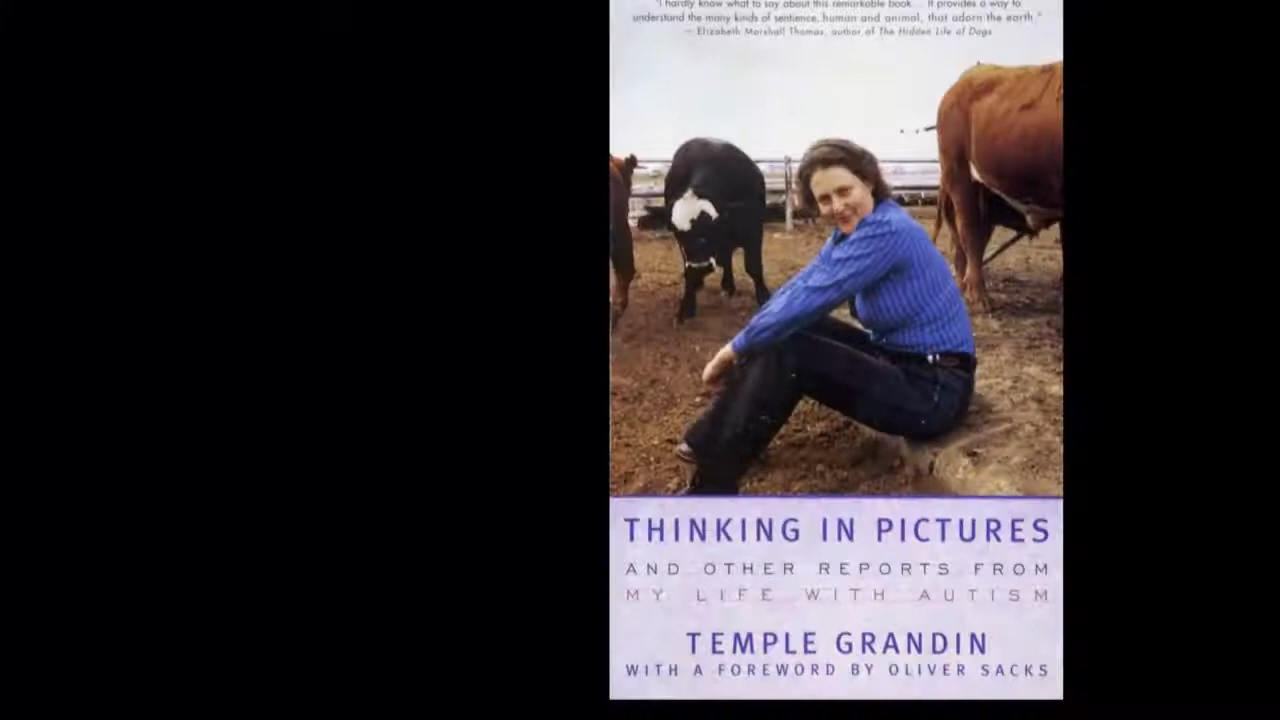 "I hardly know what to say about this remarkable book... It provides a way to
understand the many kinds of sentience, human and animal, that adorn the earth."
— Elizabeth Marshall Thomas, author of The Hidden Life of Dogs
THINKING IN PICTURES
AND OTHER REPORTS FROM
MY LIFE WITH AUTISM
TEMPLE GRANDIN
WITH A FOREWORD BY OLIVER SACKS